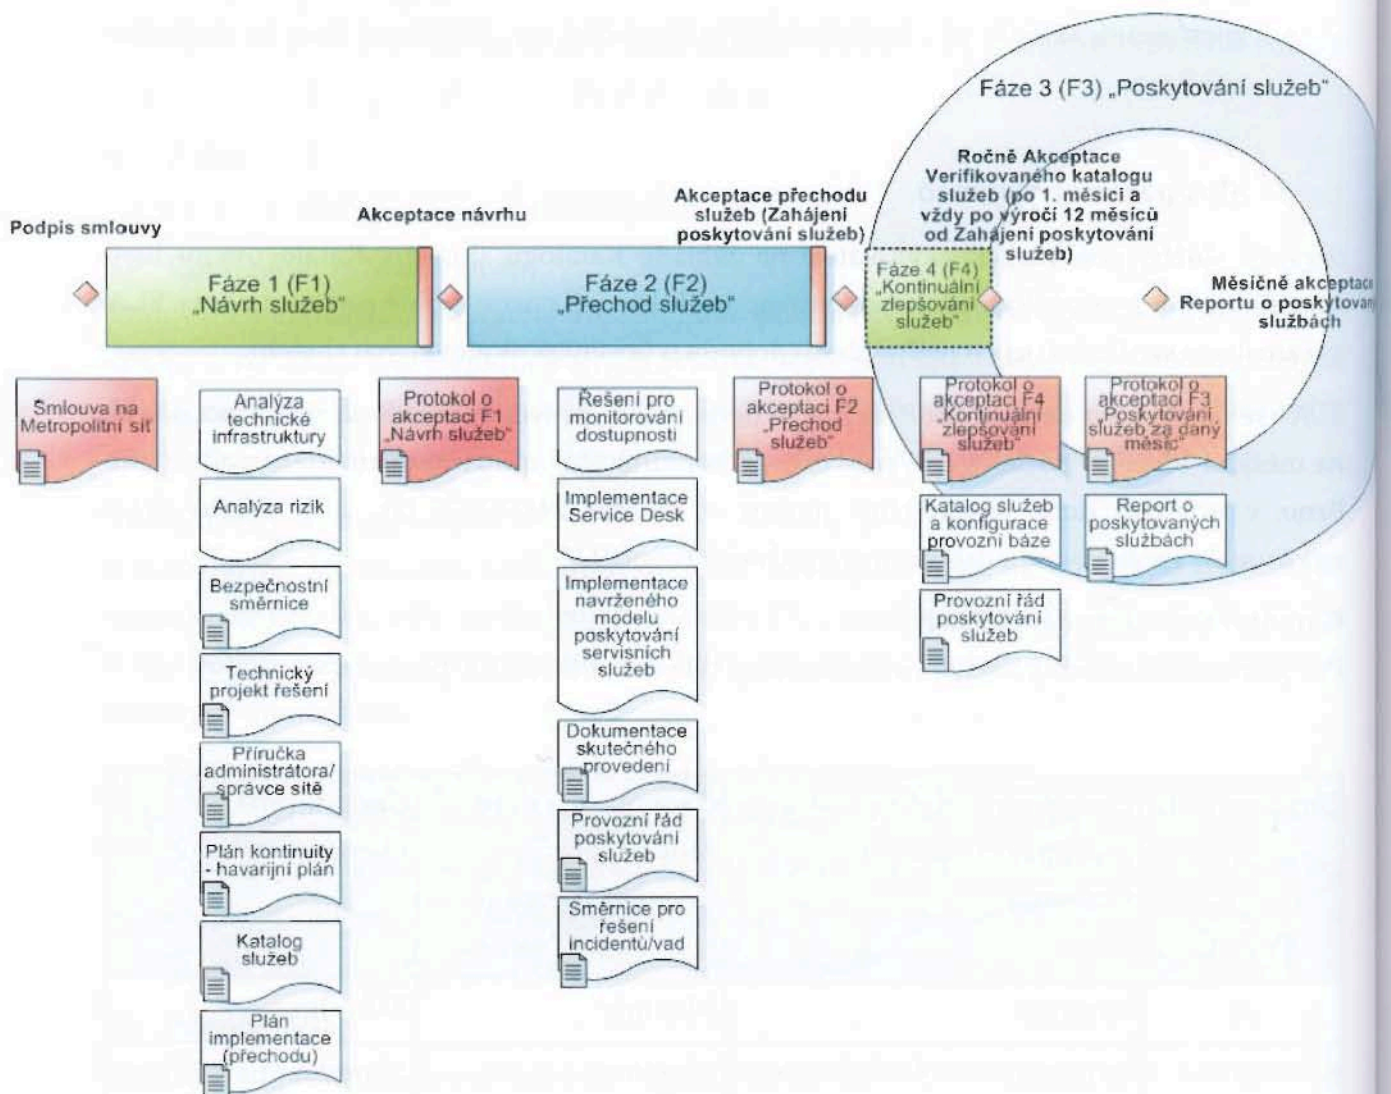 Fáze 3 (F3) „Poskytování služeb“
Ročně Akceptace
Verifikovaného katalogu
služeb (po 1. měsíci a
vždy po výročí 12 měsíců
od Zahájení poskytování
služeb)
Akceptace přechodu
služeb (Zahájení
poskytování služeb)
Akceptace návrhu
Podpis smlouvy
Fáze 1 (F1)
„Návrh služeb“
Fáze 2 (F2)
„Přechod služeb“
Fáze 4 (F4)
„Kontinuální
zlepšování
služeb“
Měsíčně akceptac
Reportu o poskytovan
službách
Smlouva na
Metropolitní síť
Analýza
technické
infrastruktury
Analýza rizik
Bezpečnostní
směrnice
Technický
projekt řešení
Příručka
administrátora/
správce sítě
Plán kontinuity
- havarijní plán
Katalog
služeb
Plán
implementace
(přechodu)
Protokol o
akceptaci F1
„Návrh služeb“
Řešení pro
monitorování
dostupnosti
Implementace
Service Desk
Implementace
navrženého
modelu
poskytování
servisních
služeb
Dokumentace
skutečného
provedení
Provozní řád
poskytování
služeb
Směrnice pro
řešení
incidentů/vad
Protokol o
akceptaci F2
„Přechod
služeb“
Protokol o
akceptaci F4
„Kontinuální
zlepšování
služeb“
Katalog služeb
a konfigurace
provozní báze
Provozní řád
poskytování
služeb
Protokol o
akceptaci F3
„Poskytování
služeb za daný
měsíc“
Report o
poskytovaných
službách